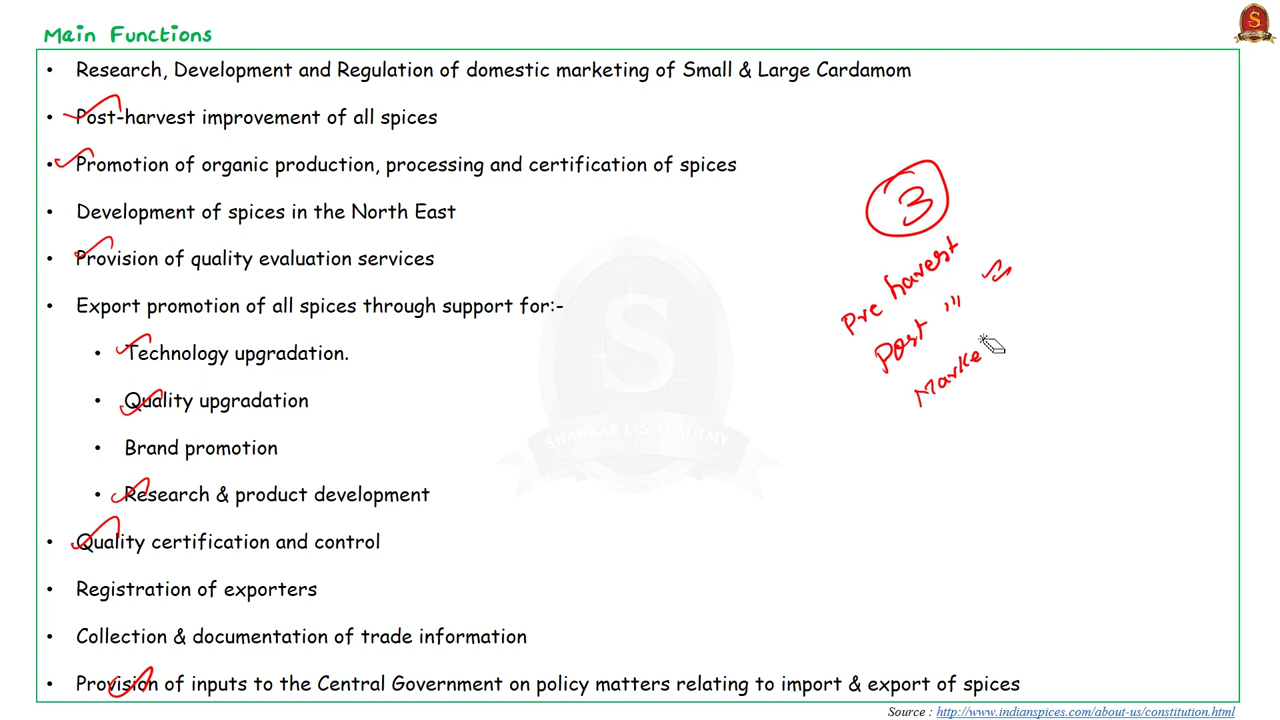 Main Functions
• Research, Development and Regulation of domestic marketing of Small & Large Cardamom
• Post-harvest improvement of all spices
• Promotion of organic production, processing and certification of spices
• Development of spices in the North East
• Provision of quality evaluation services
• Export promotion of all spices through support for:-
• Technology upgradation.
• Quality upgradation
• Brand promotion
• Research & product development
• Quality certification and control
• Registration of exporters
• Collection & documentation of trade information
• Provision of inputs to the Central Government on policy matters relating to import & export of spices
3
Pre havest
Post "
Marke
S
SHANKAR IAS ACADEMY
Source : http://www.indianspices.com/about-us/constitution.html